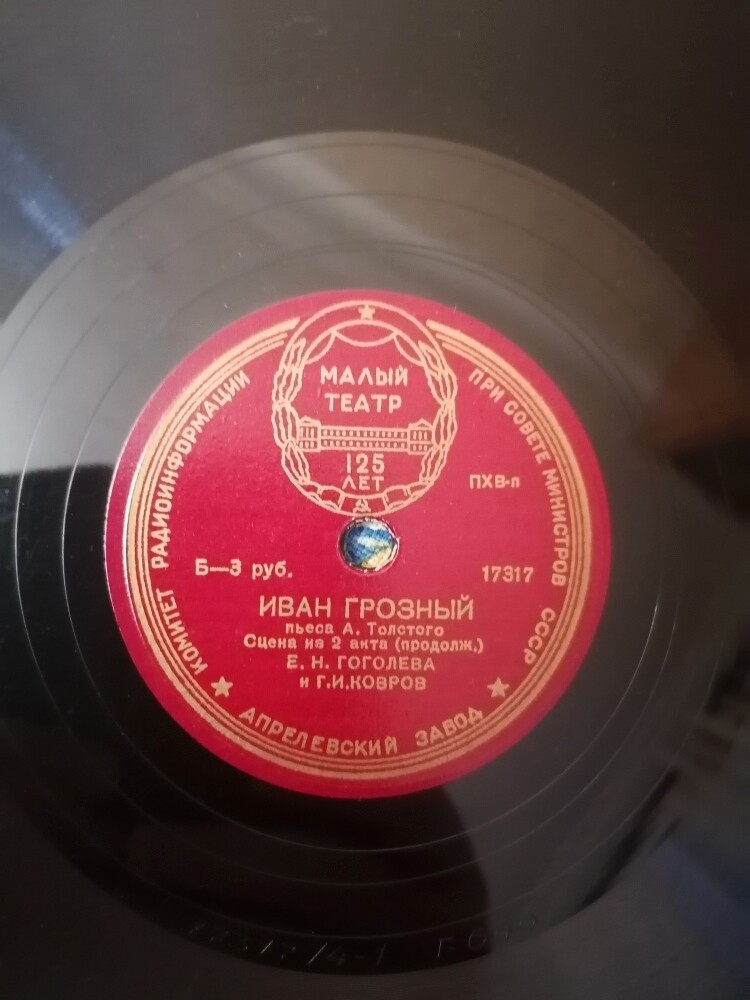 МАЛЫЙ
ТЕАТР
125
ЛЕТ
КОМИТЕТ РАДИОИНФОРМАЦИИ
ПРИ СОВЕТЕ МИНИСТРОВ СССР
ПХВ-п
Б—3 руб.
17317
ИВАН ГРОЗНЫЙ
пьеса А. Толстого
Сцена из 2 акта (продолж.)
Е. Н. ГОГОЛЕВА
и Г.И.КОВРОВ
АПРЕЛЕВСКИЙ ЗАВОД